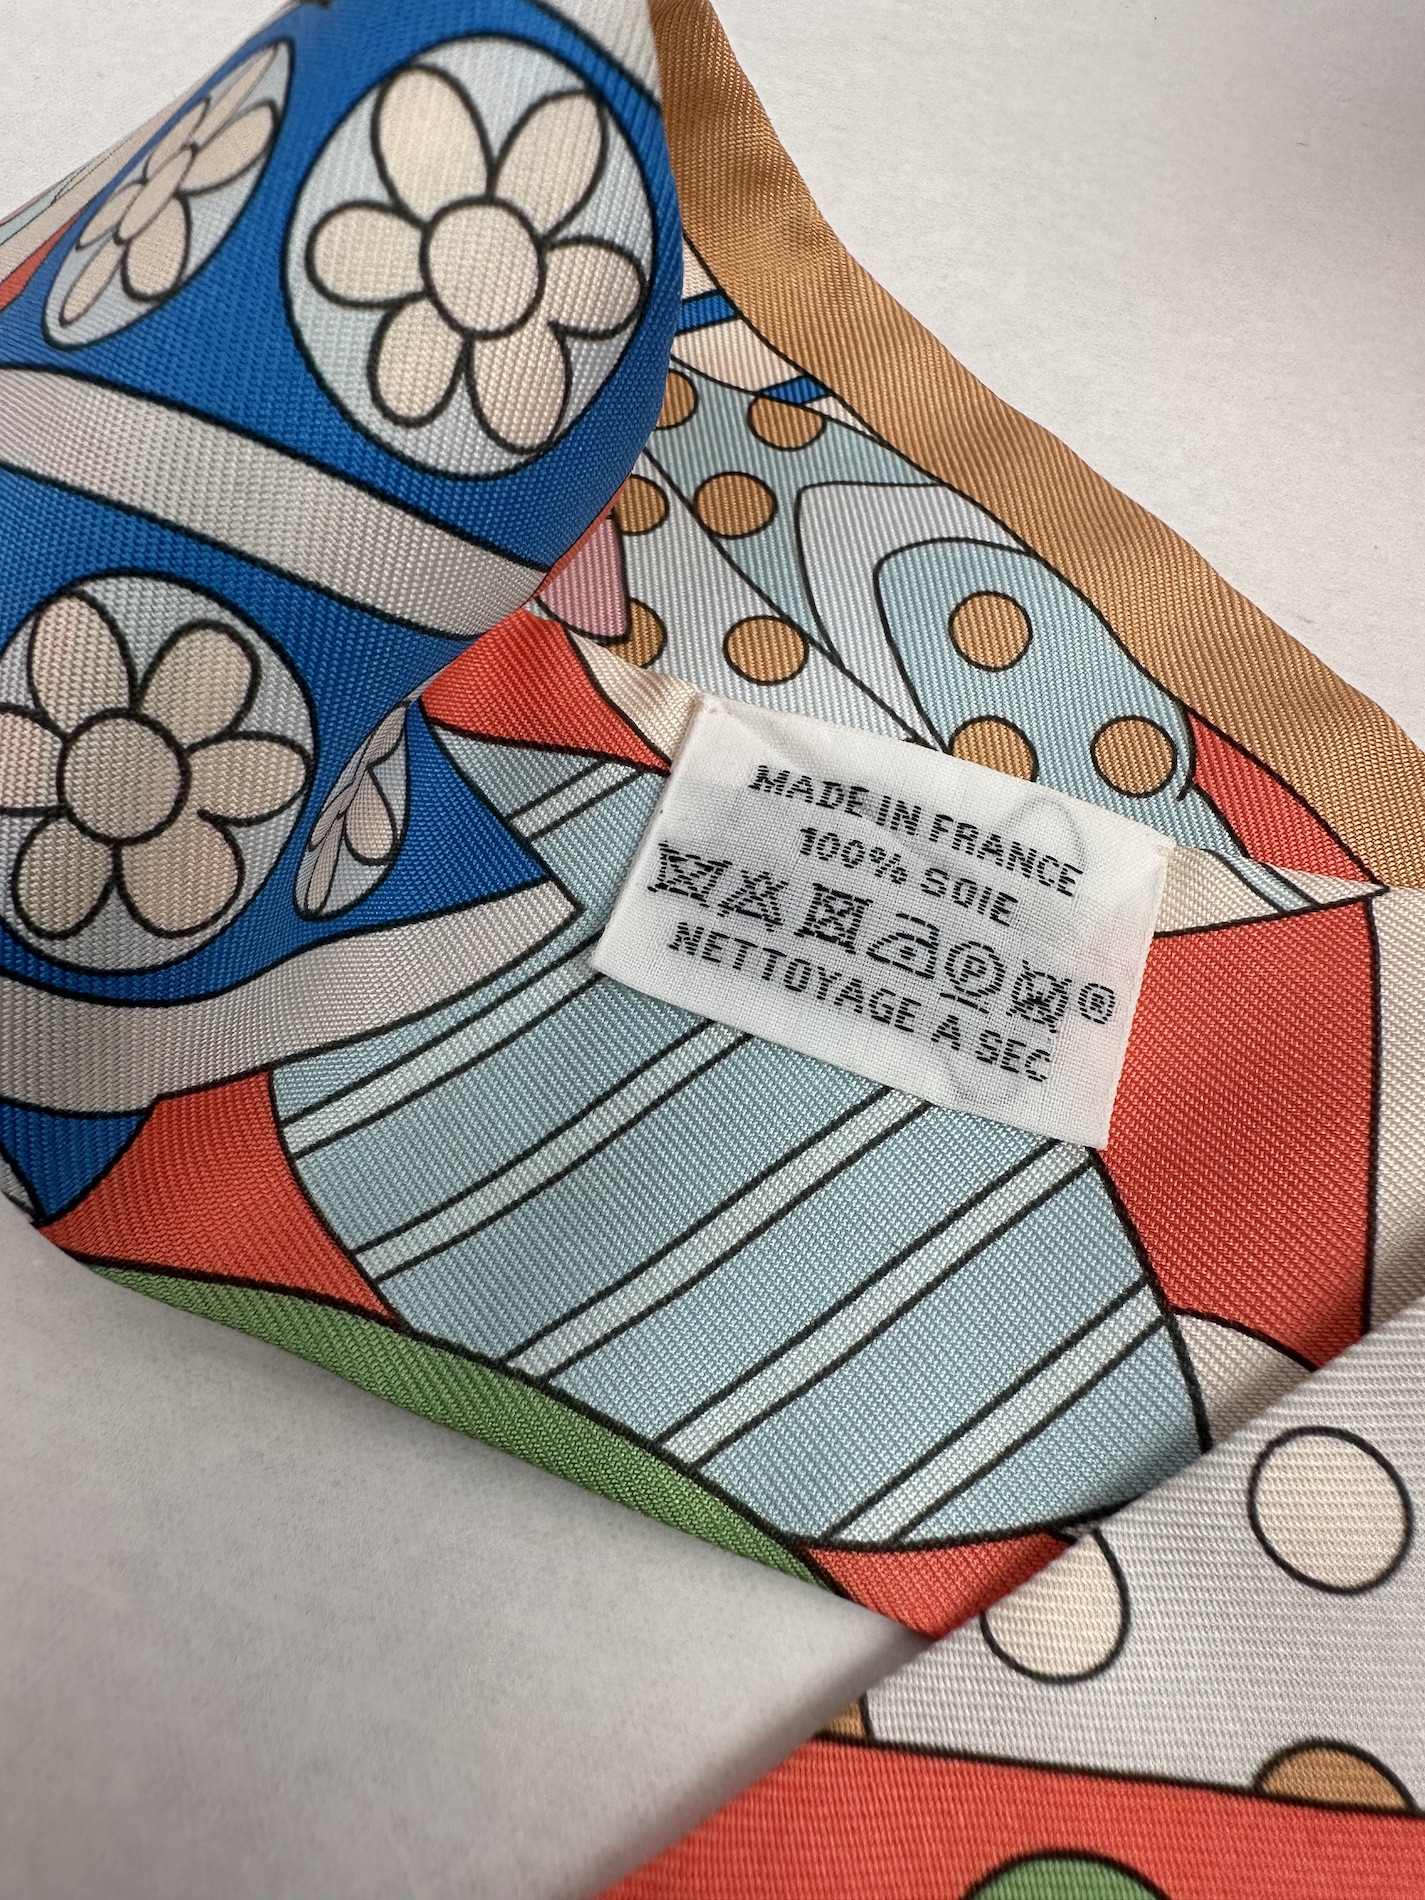 MADE IN FRANCE
100% SOIE
P ®
NETTOYAGE A SEC